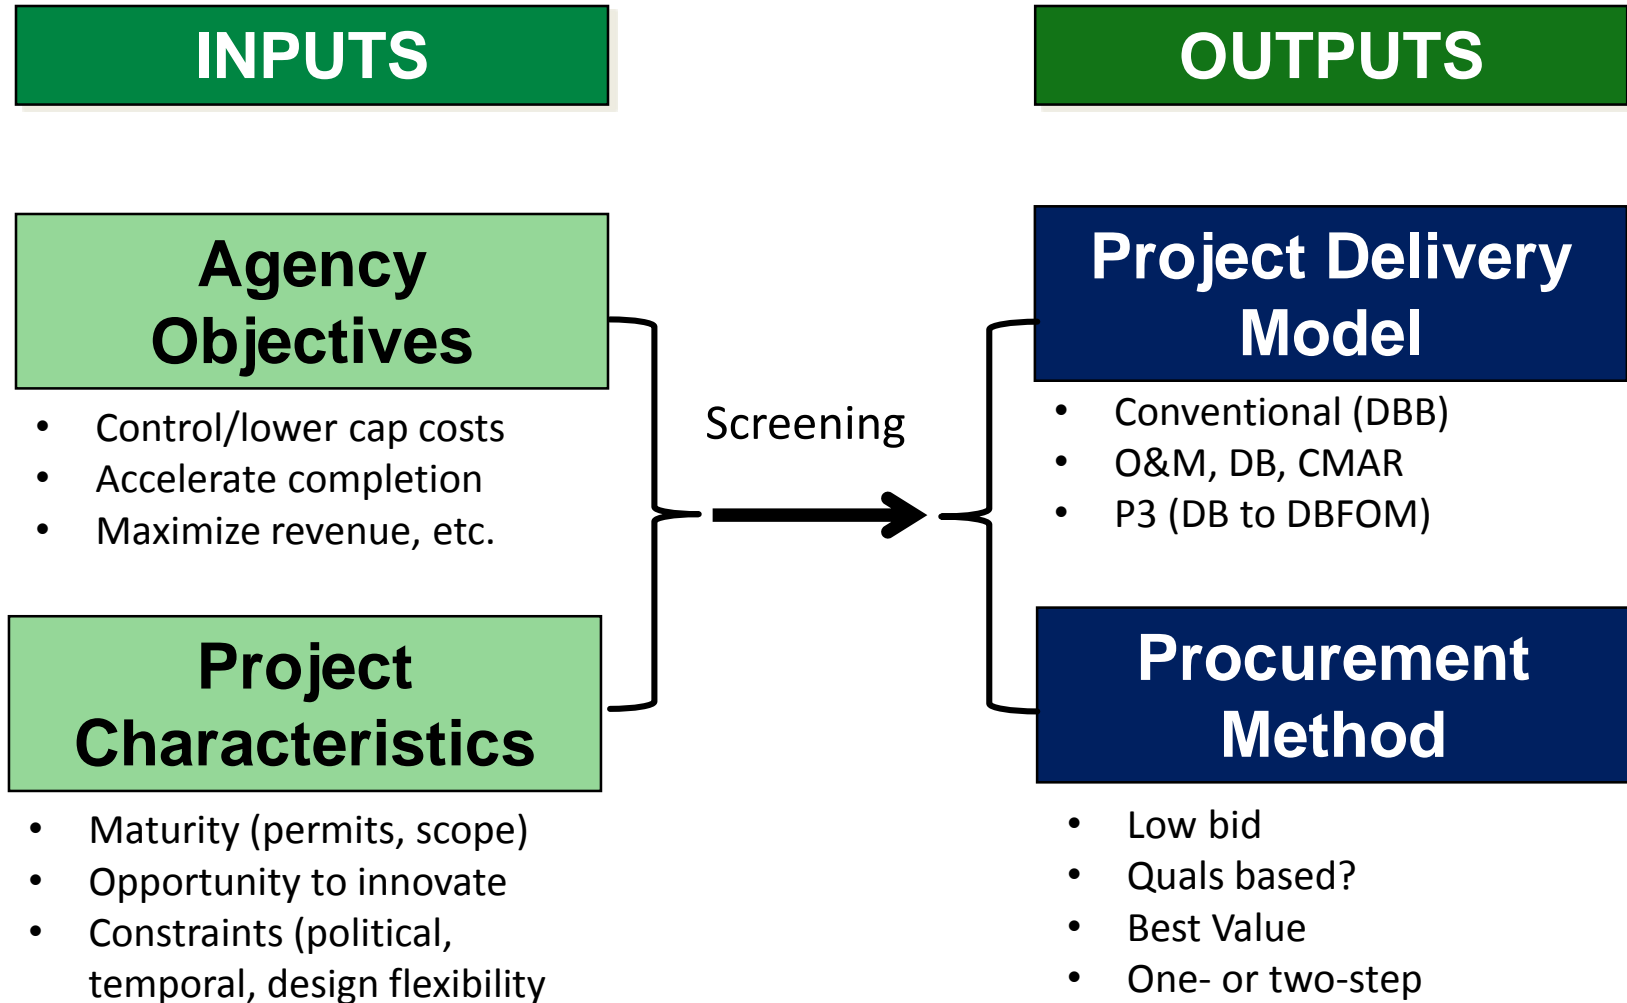 INPUTS
OUTPUTS
Agency
Objectives
• Control/lower cap costs
• Accelerate completion
• Maximize revenue, etc.
Project
Characteristics
• Maturity (permits, scope)
• Opportunity to innovate
• Constraints (political,
temporal, design flexibility
Screening
Project Delivery
Model
• Conventional (DBB)
• O&M, DB, CMAR
• P3 (DB to DBFOM)
Procurement
Method
• Low bid
• Quals based?
• Best Value
• One- or two-step